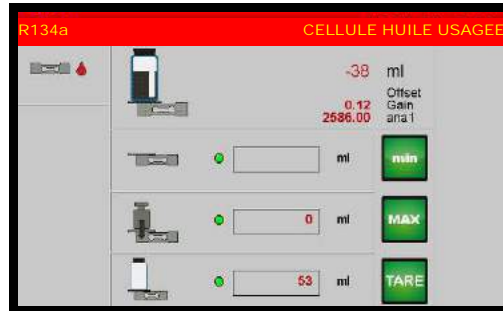 R134a
CELLULE HUILE USAGEE
-38 ml
Offset
0.12 Gain
2586.00 ana1
ml min
0 ml MAX
53 ml TARE